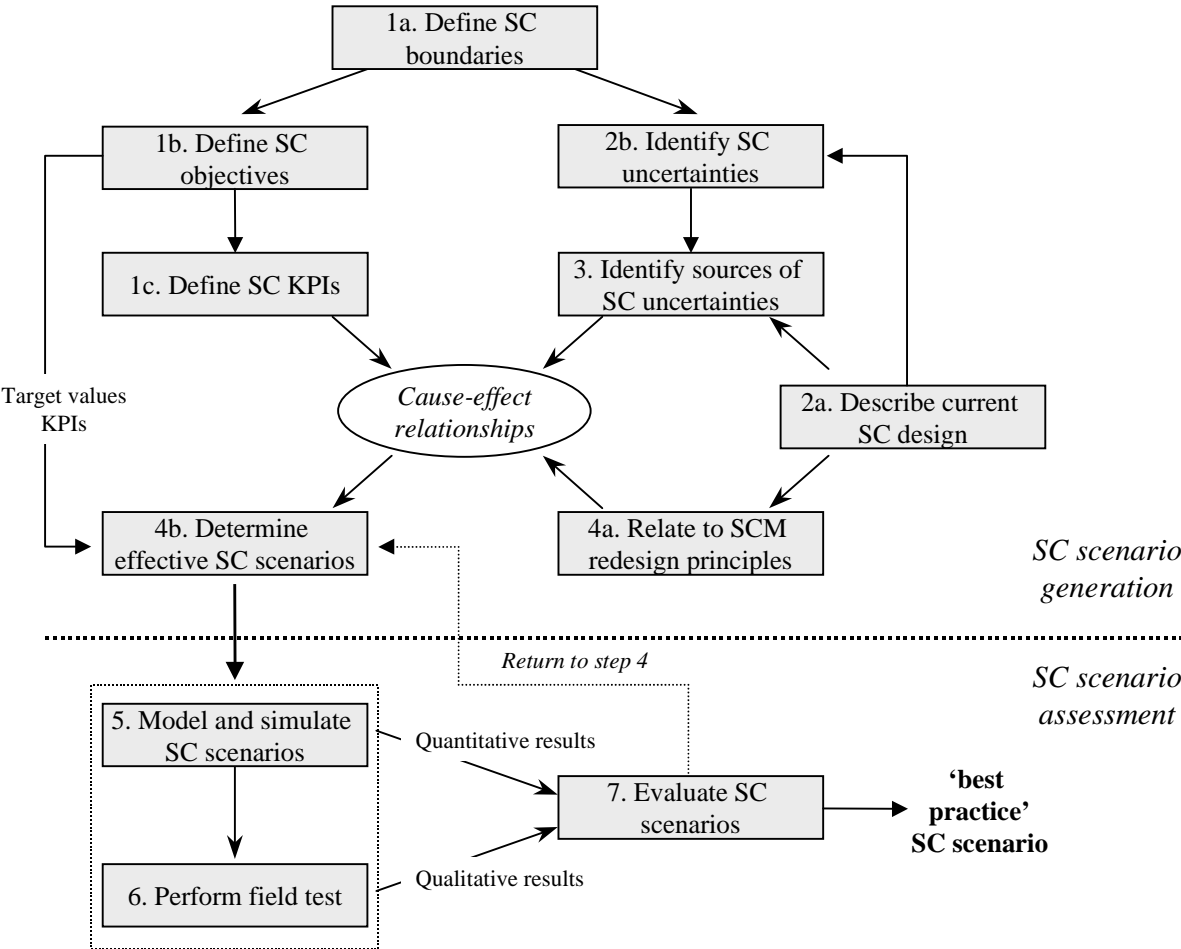 1a. Define SC
boundaries
1b. Define SC
objectives
2b. Identify SC
uncertainties
1c. Define SC KPIs
3. Identify sources of
SC uncertainties
Target values
KPIs
Cause-effect
relationships
2a. Describe current
SC design
4b. Determine
effective SC scenarios
4a. Relate to SCM
redesign principles
SC scenario
generation
Return to step 4
SC scenario
assessment
5. Model and simulate
SC scenarios
Quantitative results
7. Evaluate SC
scenarios
‘best
practice’
SC scenario
6. Perform field test
Qualitative results